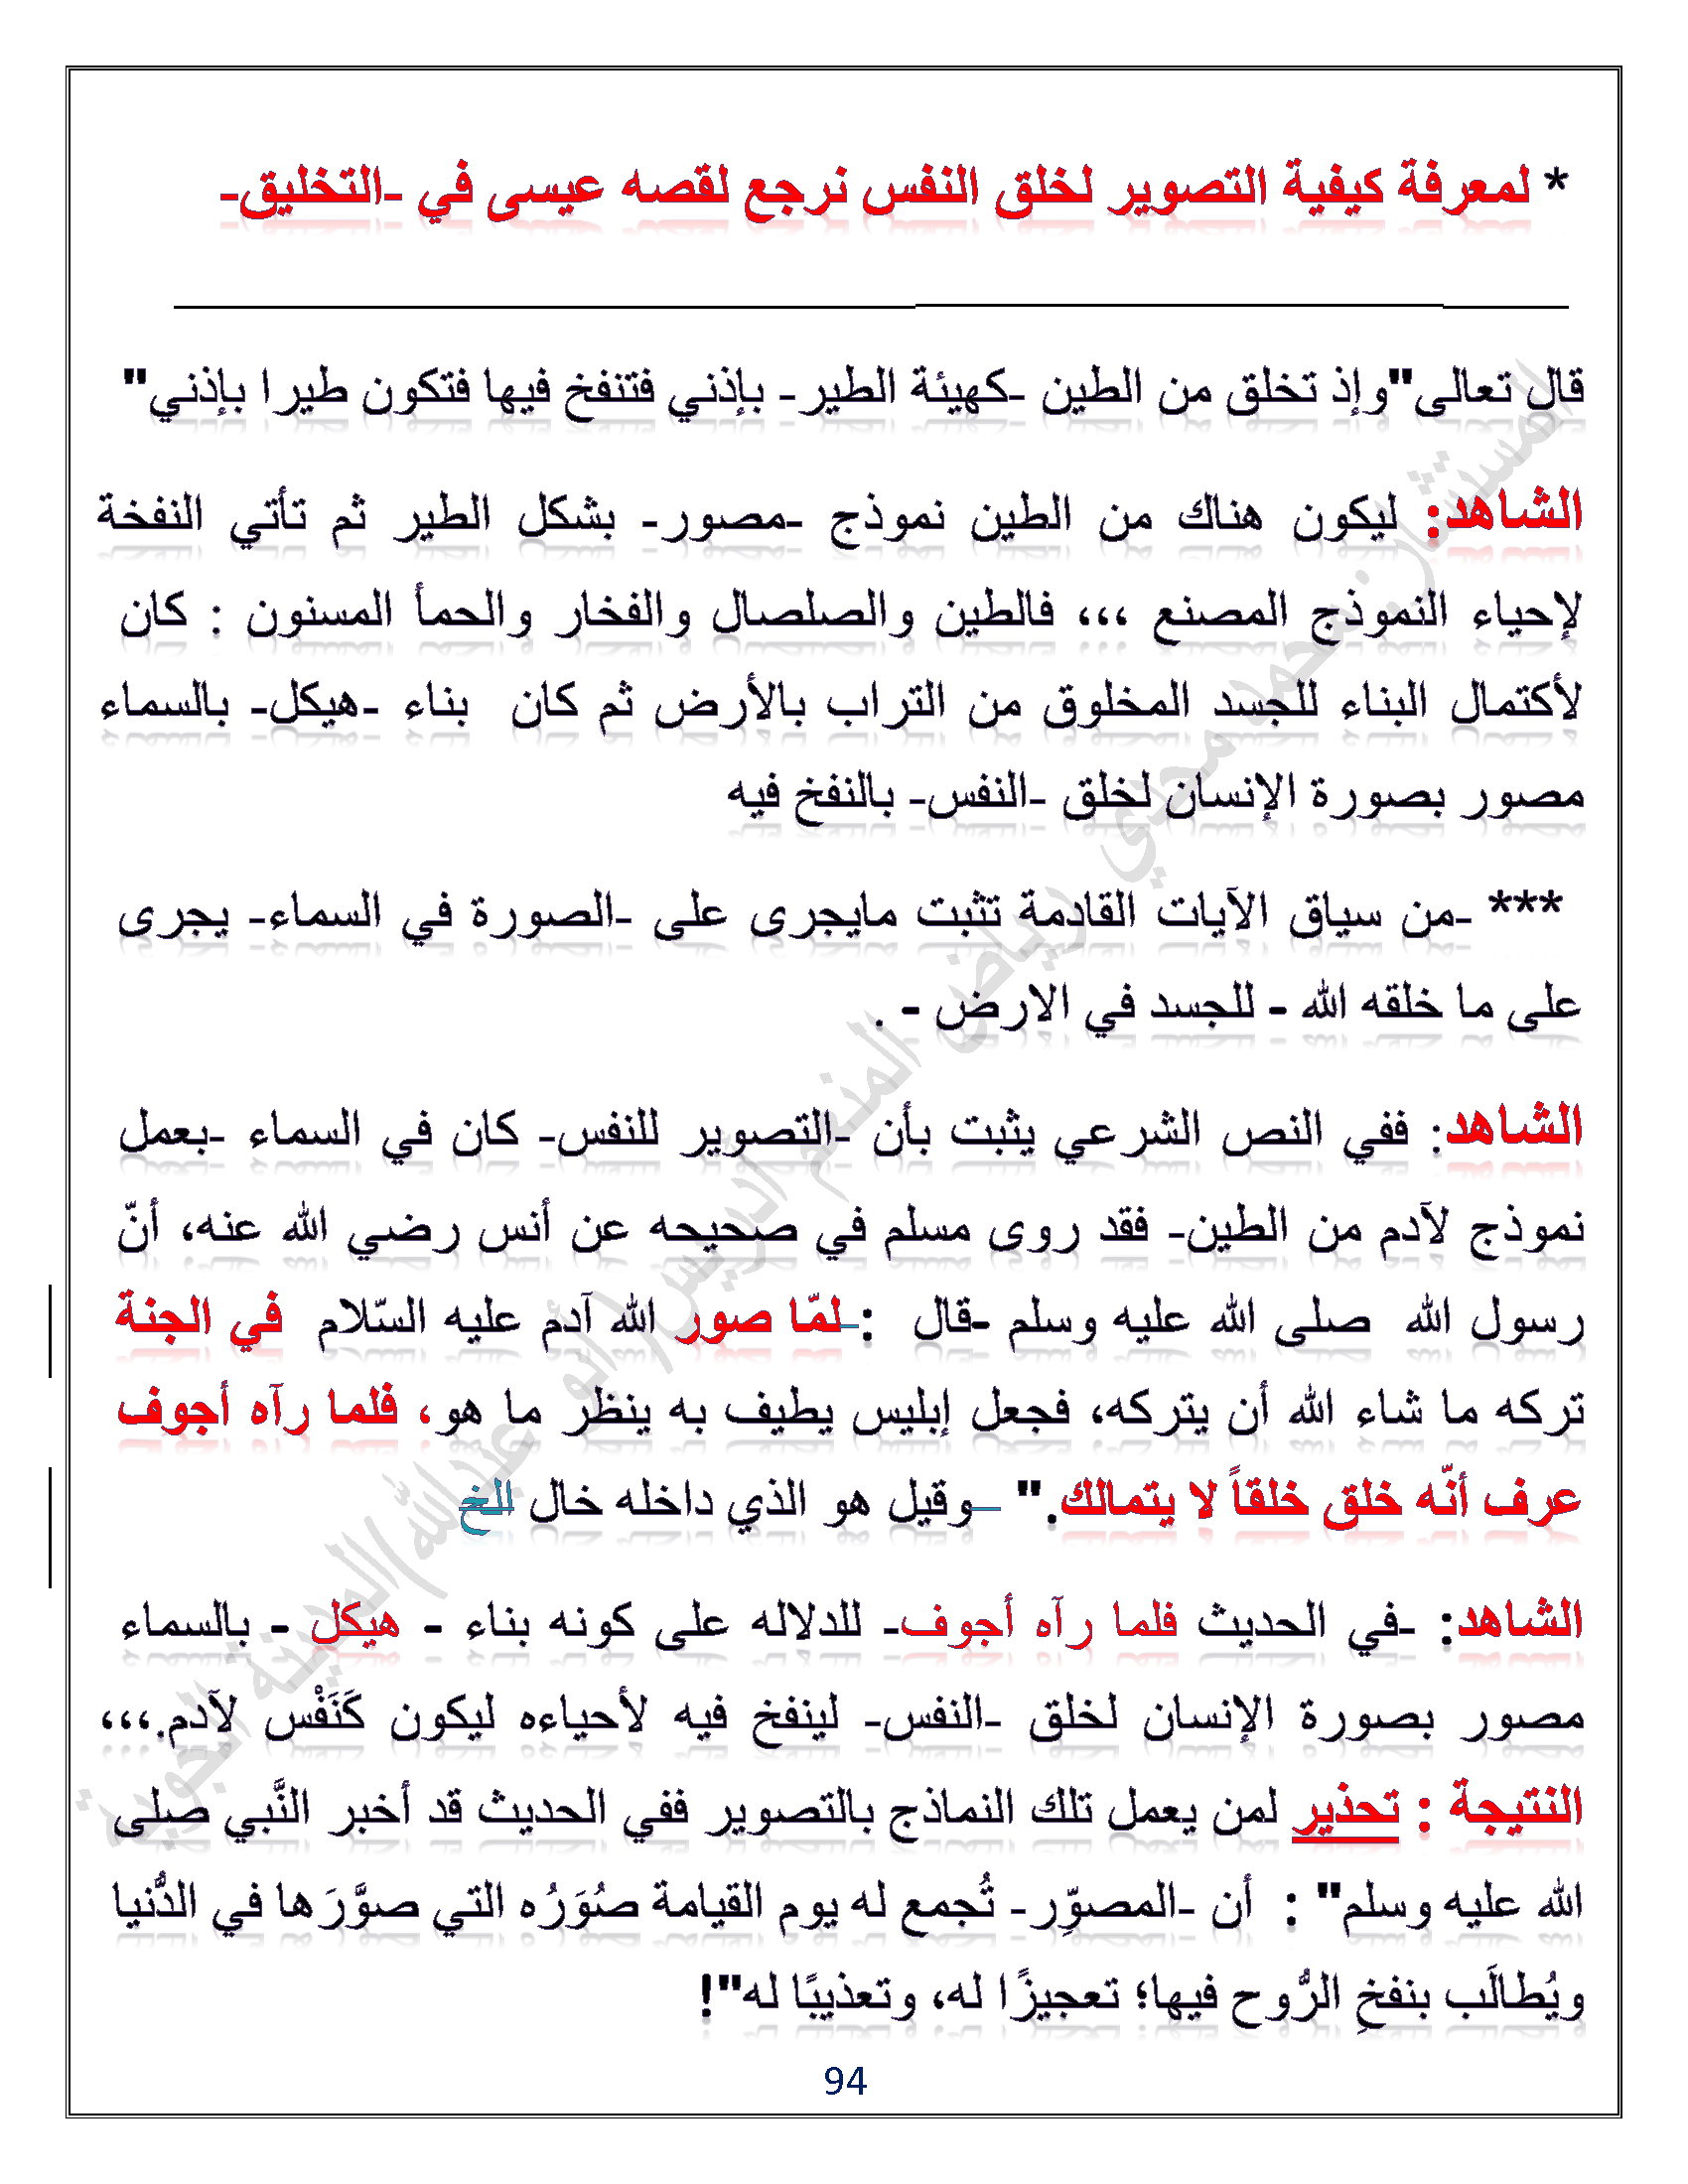 * لمعرفة كيفية التصوير لخلق النفس نرجع لقصه عيسى في -التخليق-
قال تعالى"وإذ تخلق من الطين -كهيئة الطير- بإذني فتنفخ فيها فتكون طيرا بإذني"
الشاهد: ليكون هناك من الطين نموذج -مصور- بشكل الطير ثم تأتي النفخة
لإحياء النموذج المصنع ،،، فالطين والصلصال والفخار والحمأ المسنون : كان
لأكتمال البناء للجسد المخلوق من التراب بالأرض ثم كان بناء -هيكل- بالسماء
مصور بصورة الإنسان لخلق -النفس- بالنفخ فيه
*** -من سياق الآيات القادمة تثبت مايجرى على -الصورة في السماء- يجرى
على ما خلقه الله - للجسد في الارض - .
الشاهد: ففي النص الشرعي يثبت بأن -التصوير للنفس- كان في السماء -بعمل
نموذج لآدم من الطين- فقد روى مسلم في صحيحه عن أنس رضي الله عنه، أنّ
رسول الله صلى الله عليه وسلم -قال : لمّا صور الله آدم عليه السّلام في الجنة
تركه ما شاء الله أن يتركه، فجعل إبليس يطيف به ينظر ما هو، فلما رآه أجوف
عرف أنّه خلق خلقاً لا يتمالك." وقيل هو الذي داخله خال الخ
الشاهد: -في الحديث فلما رآه أجوف- للدلاله على كونه بناء - هيكل - بالسماء
مصور بصورة الإنسان لخلق -النفس- لينفخ فيه لأحياءه ليكون كَنَفْس لآدم.،،،
النتيجة : تحذير لمن يعمل تلك النماذج بالتصوير ففي الحديث قد أخبر النَّبي صلى
الله عليه وسلم" : أن -المصوِّر- تُجمع له يوم القيامة صُوَرُه التي صوَّرَها في الدُّنيا
ويُطالَب بنفخِ الرُّوح فيها؛ تعجيزًا له، وتعذيبًا له"!
94
المستشار: محمد مجدي رياض المنعم الدريس(أبو عبدالله)المدينة النبوية